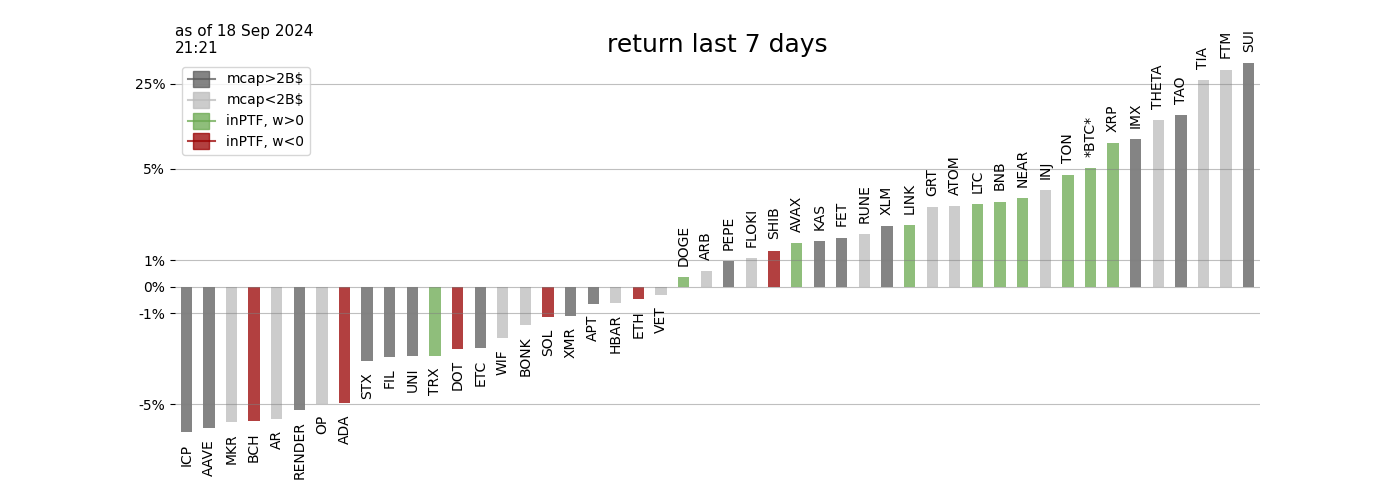 as of 18 Sep 2024
21:21
return last 7 days
mcap>2B$
mcap<2B$
inPTF, w>0
inPTF, w<0
25%
5%
1%
0%
-1%
-5%
ICP
AAVE
MKR
BCH
AR
RENDER
OP
ADA
STX
FIL
UNI
TRX
DOT
ETC
WIF
BONK
SOL
XMR
APT
HBAR
ETH
VET
DOGE
ARB
PEPE
FLOKI
SHIB
AVAX
KAS
FET
RUNE
XLM
LINK
GRT
ATOM
LTC
BNB
NEAR
INJ
TON
*BTC*
XRP
IMX
THETA
TAO
TIA
FTM
SUI